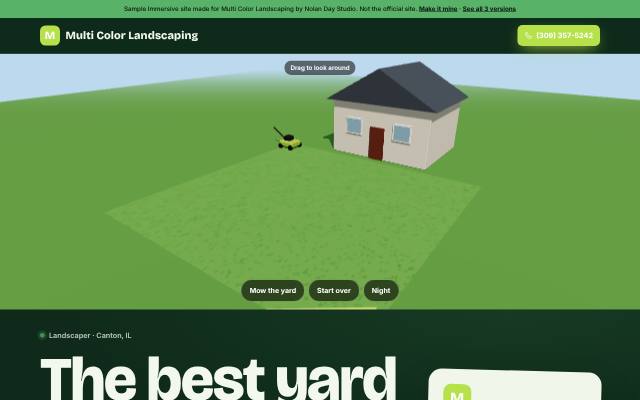 Sample Immersive site made for Multi Color Landscaping by Nolan Day Studio. Not the official site. Make it mine · See all 3 versions
M Multi Color Landscaping
(309) 357-5242
Drag to look around
Mow the yard Start over Night
Landscaper · Canton, IL
The best yard
M